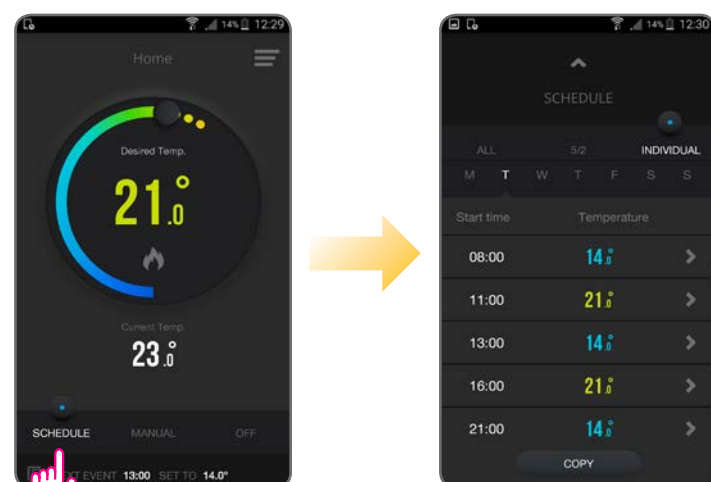 14% 12:29
Home
Desired Temp.
21.0°
Current Temp.
23.0°
SCHEDULE MANUAL OFF
EVENT 13:00 SET TO 14.0°
14% 12:30
SCHEDULE
ALL 5/2 INDIVIDUAL
M T W T F S S
Start time Temperature
08:00 14.0°
11:00 21.0°
13:00 14.0°
16:00 21.0°
21:00 14.0°
COPY